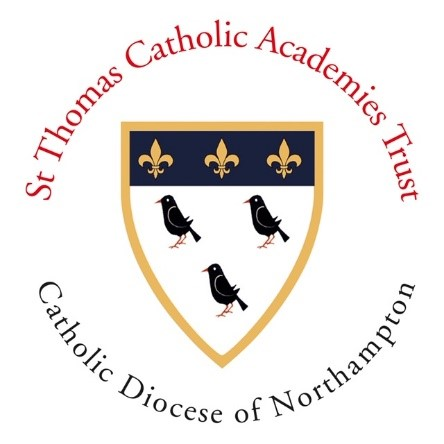 St Thomas Catholic Academies Trust
Catholic Diocese of Northampton